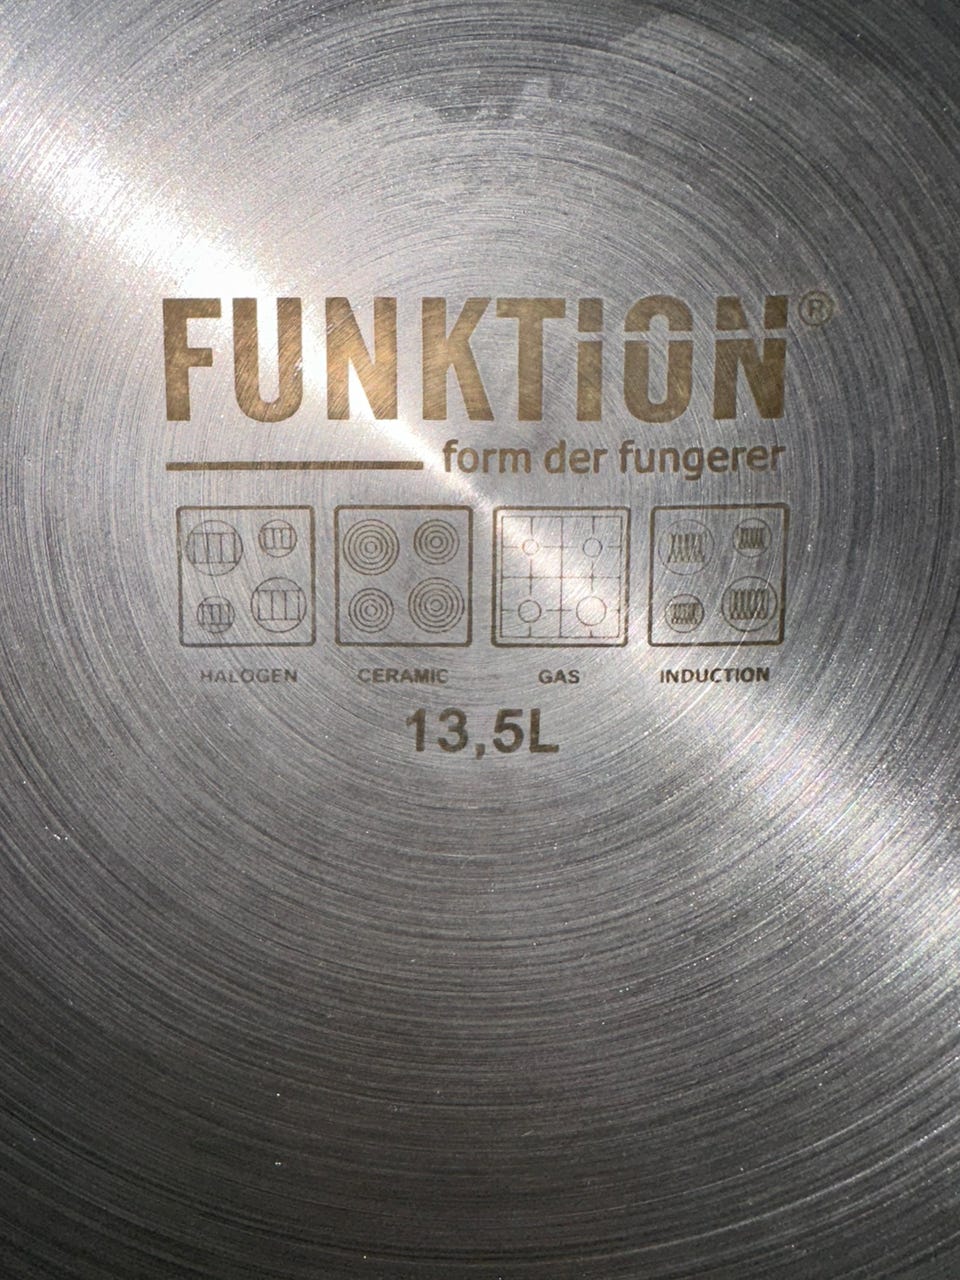 FUNKTION®
form der fungerer
HALOGEN CERAMIC GAS INDUCTION
13,5L